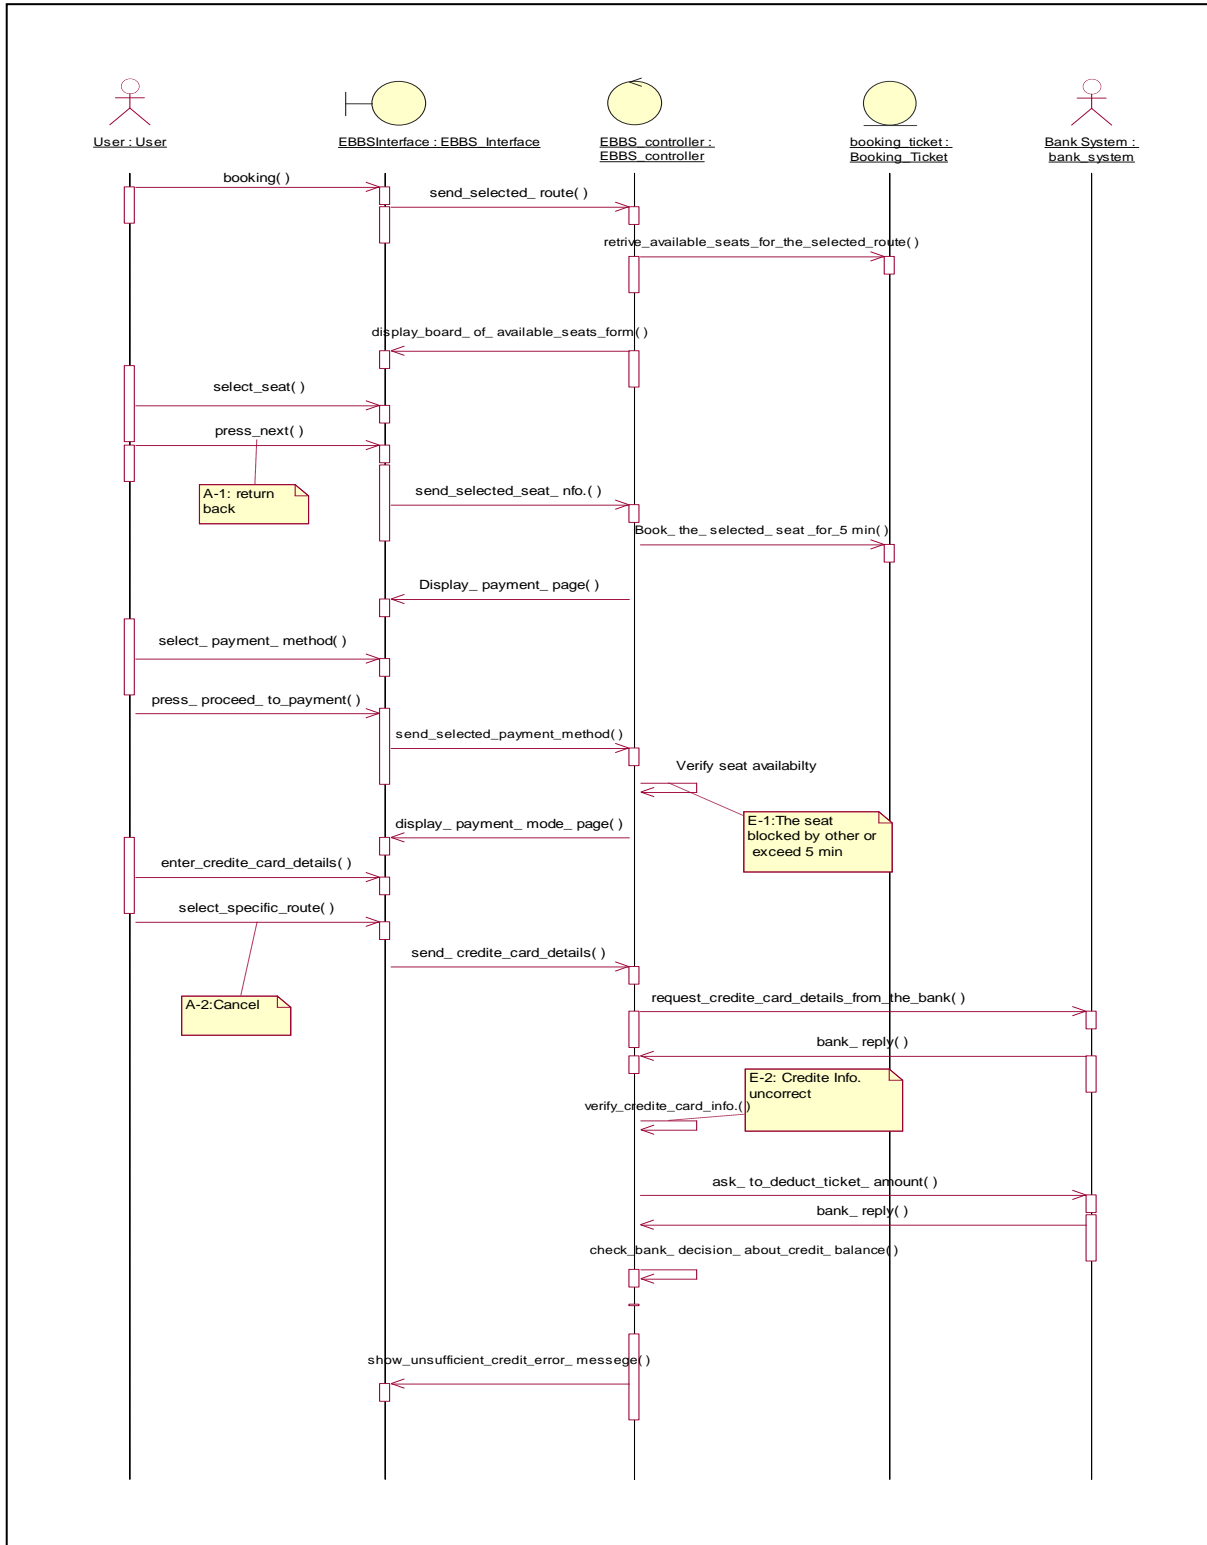 User : User
EBBSInterface : EBBS_Interface
EBBS_controller :
EBBS_controller
booking_ticket :
Booking_Ticket
Bank System :
bank_system
booking( )
send_selected_ route( )
retrive_available_seats_for_the_selected_route( )
display_board_ of_ available_seats_form( )
select_seat( )
press_next( )
A-1: return
back
send_selected_seat_ nfo.( )
Book_ the_ selected_ seat _for_5 min( )
Display_ payment_ page( )
select_ payment_ method( )
press_ proceed_ to_payment( )
send_selected_payment_method( )
Verify seat availabilty
E-1:The seat
blocked by other or
exceed 5 min
display_ payment_ mode_ page( )
enter_credite_card_details( )
select_specific_route( )
send_ credite_card_details( )
A-2:Cancel
request_credite_card_details_from_the_bank( )
bank_ reply( )
E-2: Credite Info.
uncorrect
verify_credite_card_info.( )
ask_ to_deduct_ticket_ amount( )
bank_ reply( )
check_bank_ decision_ about_credit_ balance( )
show_unsufficient_credit_error_ messege( )